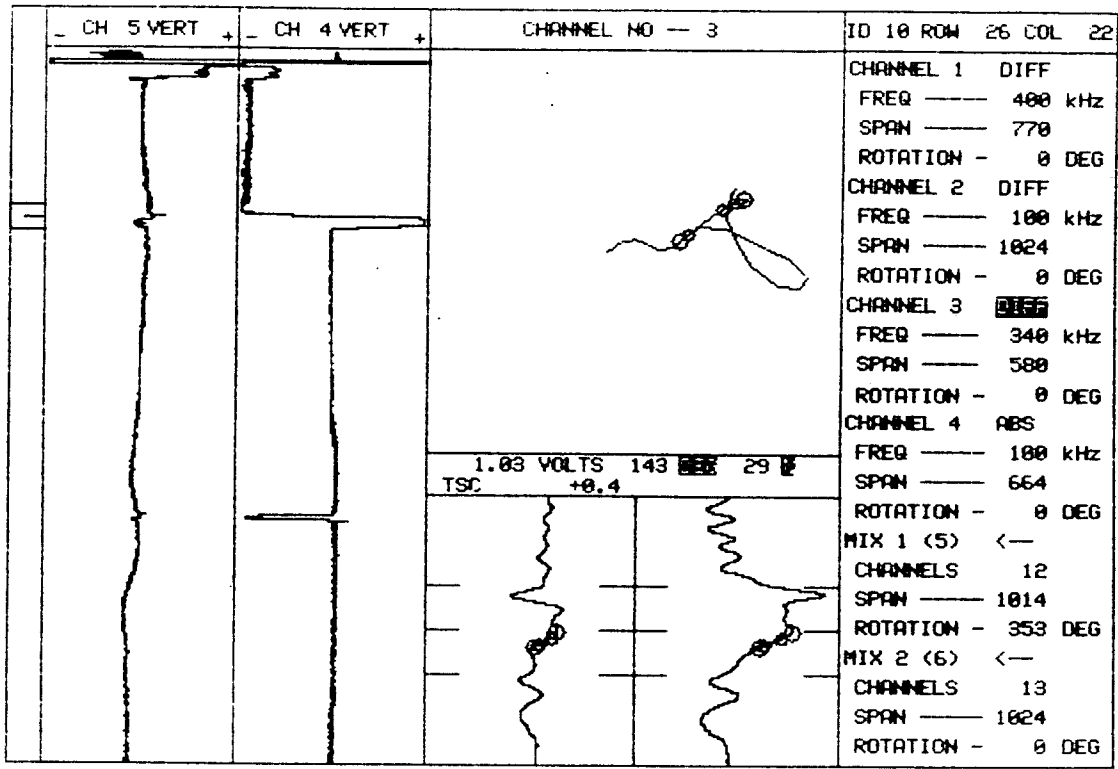 _ CH 5 VERT +
_ CH 4 VERT +
CHANNEL NO -- 3
1.03 VOLTS 143 DEG 29 %
TSC +0.4
ID 10 ROW 26 COL 22
CHANNEL 1 DIFF
FREQ ---- 400 kHz
SPAN ---- 770
ROTATION - 0 DEG
CHANNEL 2 DIFF
FREQ ---- 100 kHz
SPAN ---- 1024
ROTATION - 0 DEG
CHANNEL 3 DIFF
FREQ ---- 340 kHz
SPAN ---- 580
ROTATION - 0 DEG
CHANNEL 4 ABS
FREQ ---- 100 kHz
SPAN ---- 664
ROTATION - 0 DEG
MIX 1 (5) <--
CHANNELS 12
SPAN ---- 1014
ROTATION - 353 DEG
MIX 2 (6) <--
CHANNELS 13
SPAN ---- 1024
ROTATION - 0 DEG